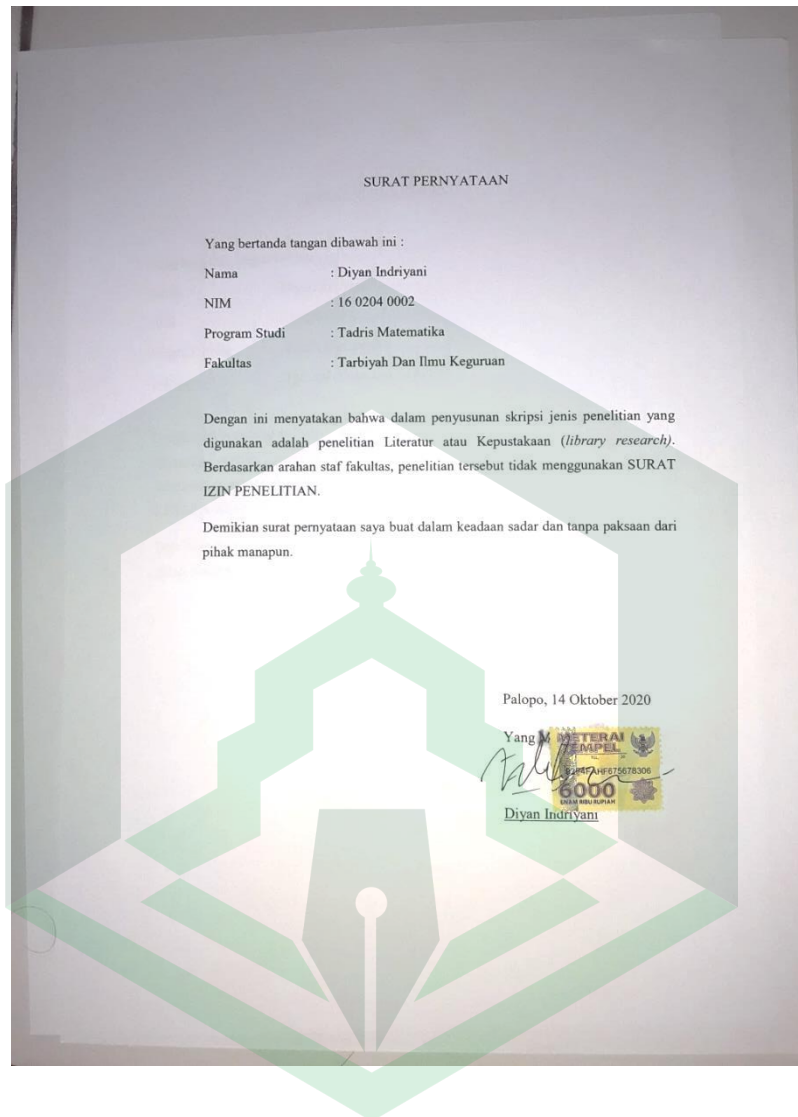 SURAT PERNYATAAN
Yang bertanda tangan dibawah ini :
Nama : Diyan Indriyani
NIM : 16 0204 0002
Program Studi : Tadris Matematika
Fakultas : Tarbiyah Dan Ilmu Keguruan
Dengan ini menyatakan bahwa dalam penyusunan skripsi jenis penelitian yang
digunakan adalah penelitian Literatur atau Kepustakaan (library research).
Berdasarkan arahan staf fakultas, penelitian tersebut tidak menggunakan SURAT
IZIN PENELITIAN.
Demikian surat pernyataan saya buat dalam keadaan sadar dan tanpa paksaan dari
pihak manapun.
Palopo, 14 Oktober 2020
Yang M
METERAI
TEMPEL
6000
ENAM RIBU RUPIAH
Diyan Indriyani